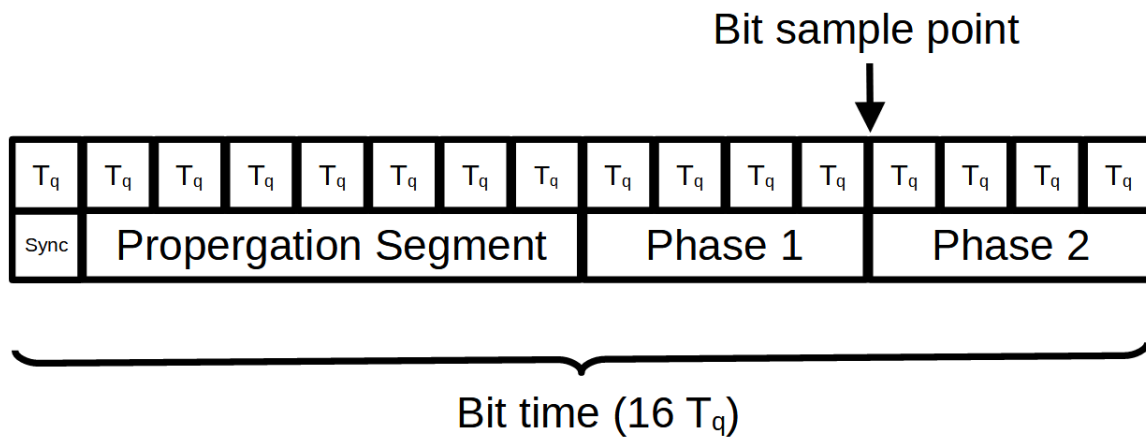 Bit sample point
Tq Tq Tq Tq Tq Tq Tq Tq Tq Tq Tq Tq Tq Tq Tq Tq
Sync Propergation Segment Phase 1 Phase 2
Bit time (16 Tq)